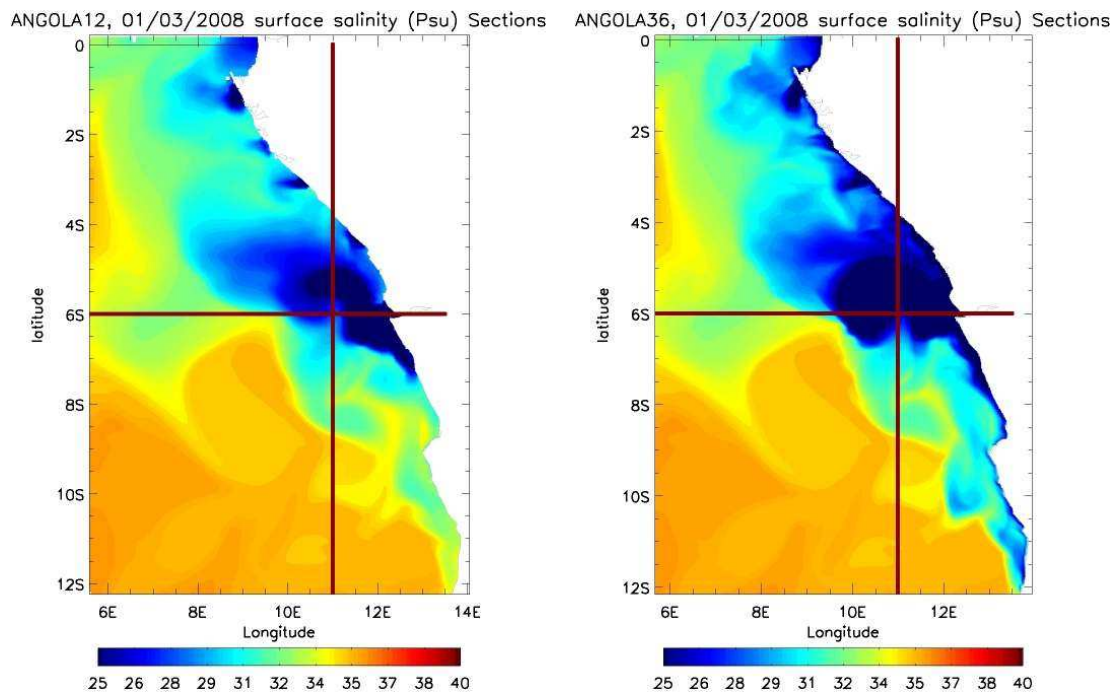 ANGOLA12, 01/03/2008 surface salinity (Psu) Sections
0
2S
4S
6S
8S
10S
12S
latitude
6E 8E 10E 12E 14E
Longitude
25 26 28 29 31 32 34 35 37 38 40
ANGOLA36, 01/03/2008 surface salinity (Psu) Sections
0
2S
4S
6S
8S
10S
12S
latitude
6E 8E 10E 12E
Longitude
25 26 28 29 31 32 34 35 37 38 40